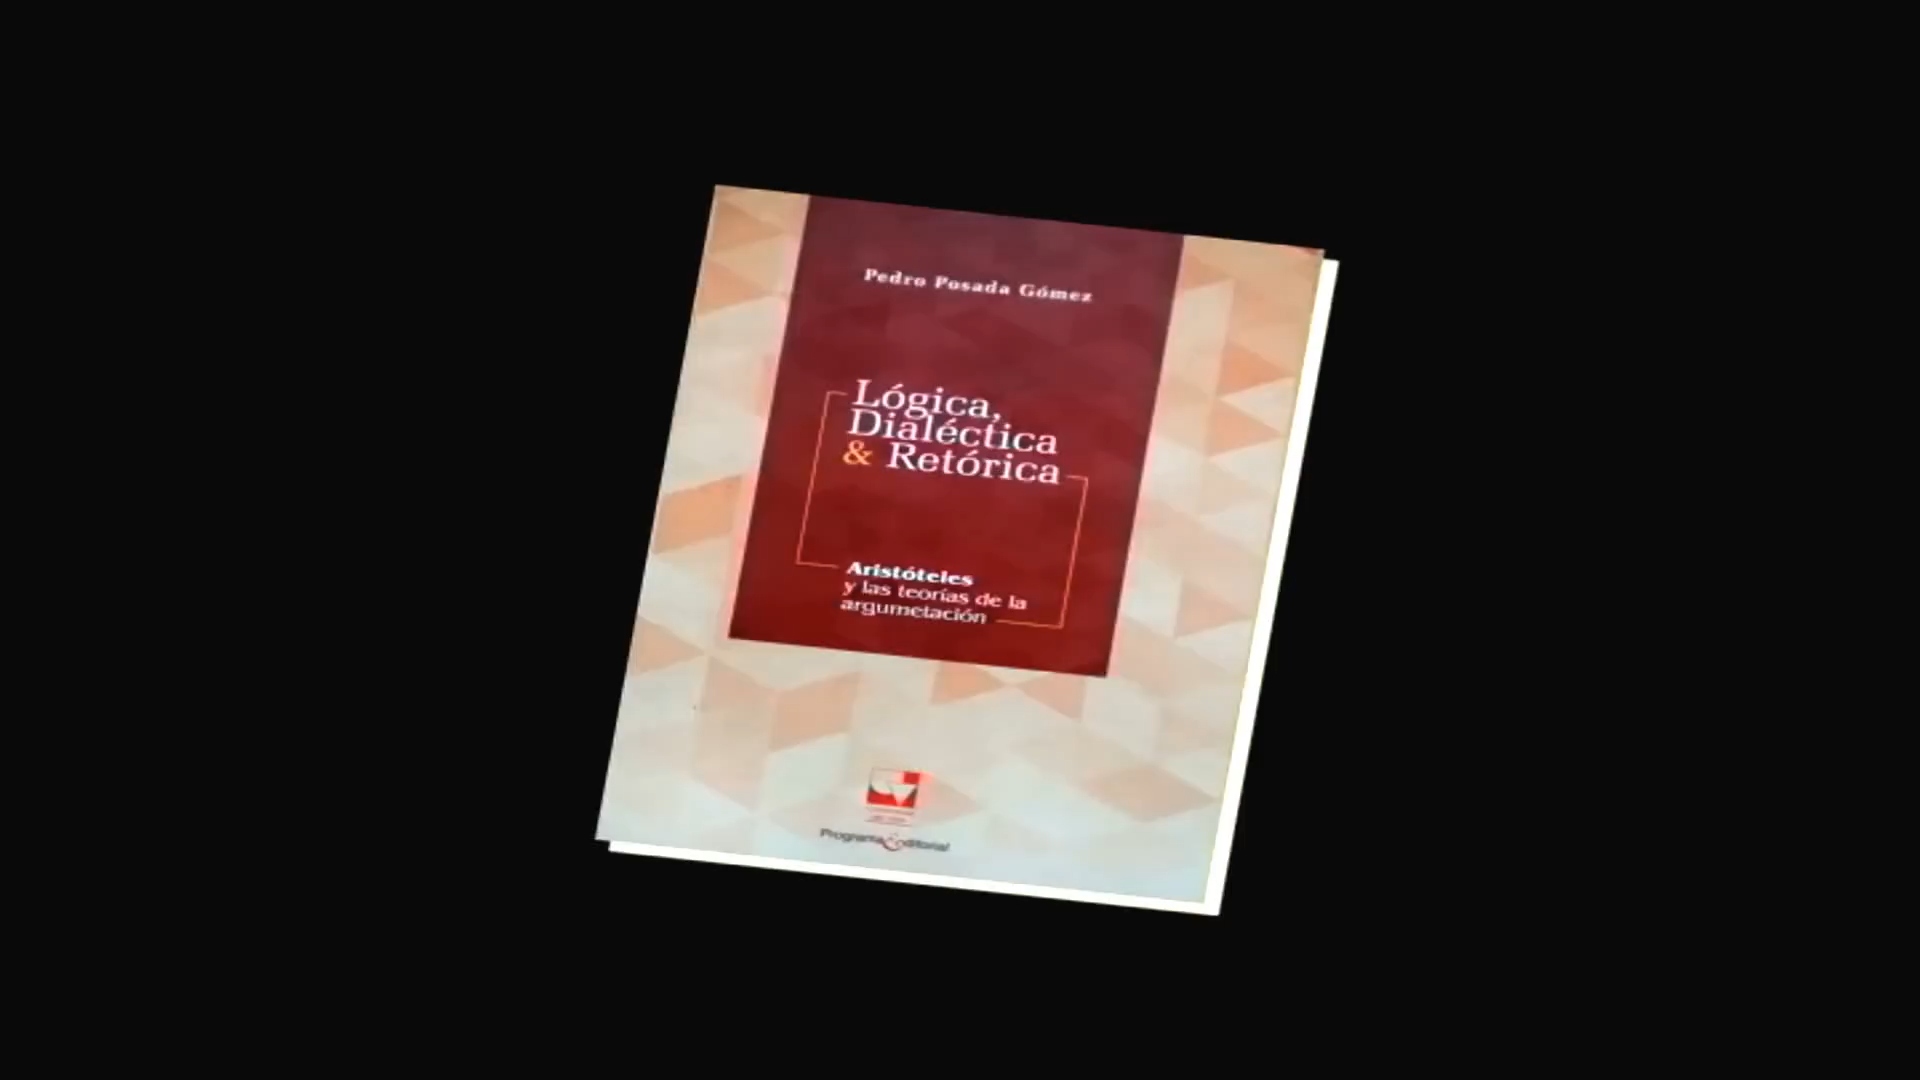 Pedro Posada Gómez
Lógica,
Dialéctica
& Retórica
Aristóteles
y las teorías de la
argumetación
Programa Editorial